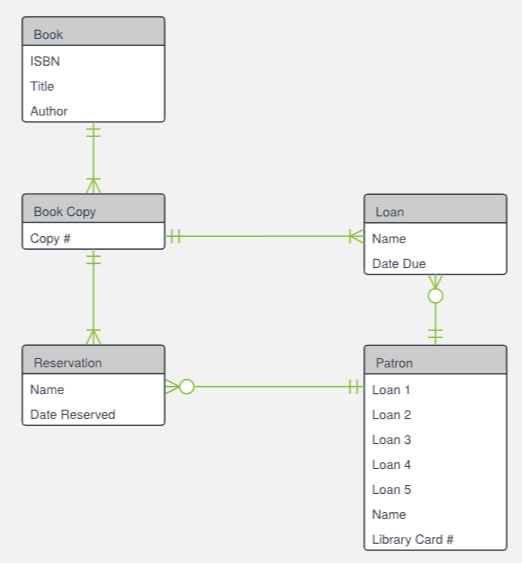 Book
ISBN
Title
Author
Book Copy
Copy #
Loan
Name
Date Due
Reservation
Name
Date Reserved
Patron
Loan 1
Loan 2
Loan 3
Loan 4
Loan 5
Name
Library Card #